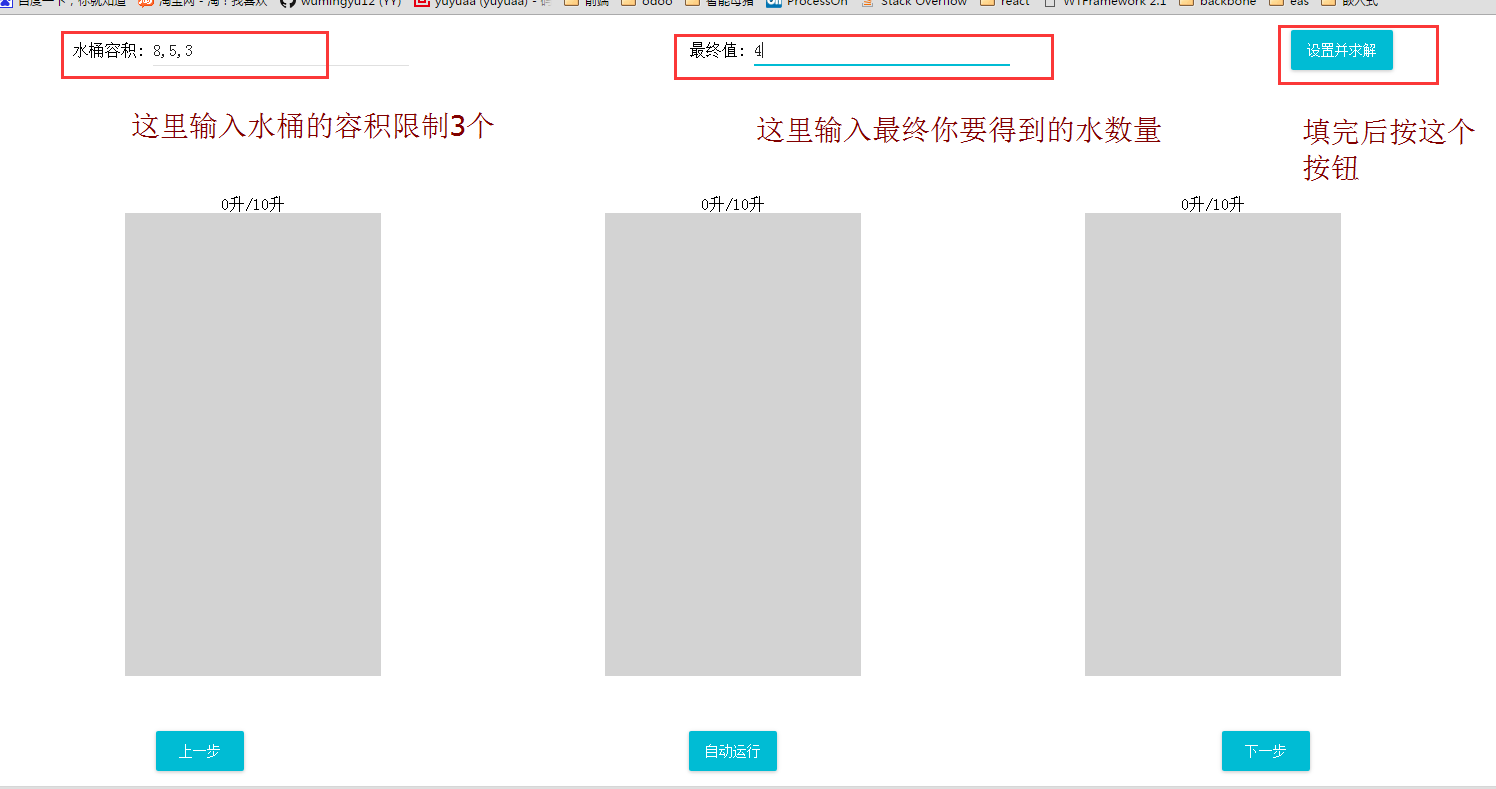 百度一下，你就知道 淘宝网 - 淘！我喜欢 wumingyu12 (YY) yuyuaa (yuyuaa) - 码 前端 odoo 智能母猪 ProcessOn Stack Overflow react WTFramework 2.1 backbone eas 嵌入式
水桶容积: 8,5,3 最终值: 4 设置并求解
这里输入水桶的容积限制3个 这里输入最终你要得到的水数量 填完后按这个
按钮
0升/10升 0升/10升 0升/10升
上一步 自动运行 下一步